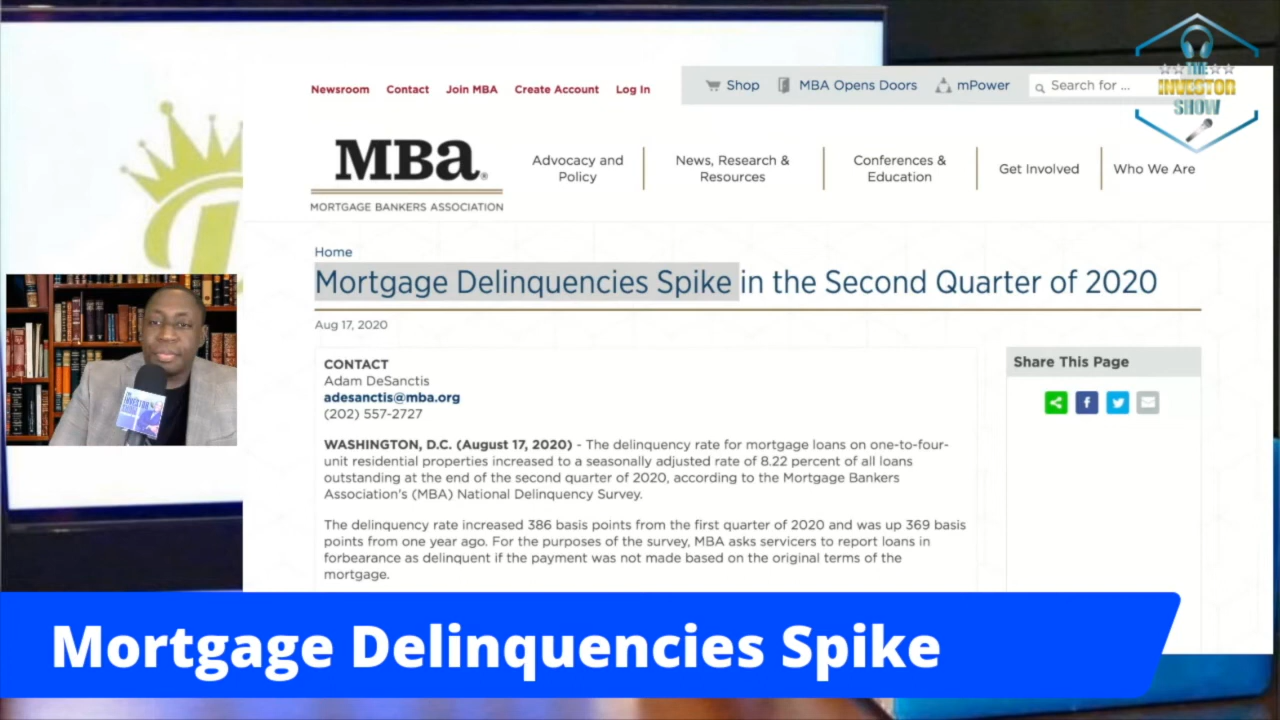 Newsroom Contact Join MBA Create Account Log In
Shop MBA Opens Doors mPower Search for ...
THE
INVESTOR
SHOW
MBa®
MORTGAGE BANKERS ASSOCIATION
Advocacy and
Policy
News, Research &
Resources
Conferences &
Education
Get Involved
Who We Are
Home
Mortgage Delinquencies Spike in the Second Quarter of 2020
Aug 17, 2020
CONTACT
Adam DeSanctis
adesanctis@mba.org
(202) 557-2727
WASHINGTON, D.C. (August 17, 2020) - The delinquency rate for mortgage loans on one-to-four-
unit residential properties increased to a seasonally adjusted rate of 8.22 percent of all loans
outstanding at the end of the second quarter of 2020, according to the Mortgage Bankers
Association's (MBA) National Delinquency Survey.
The delinquency rate increased 386 basis points from the first quarter of 2020 and was up 369 basis
points from one year ago. For the purposes of the survey, MBA asks servicers to report loans in
forbearance as delinquent if the payment was not made based on the original terms of the
mortgage.
Share This Page
THE
INVESTOR
SHOW
Mortgage Delinquencies Spike